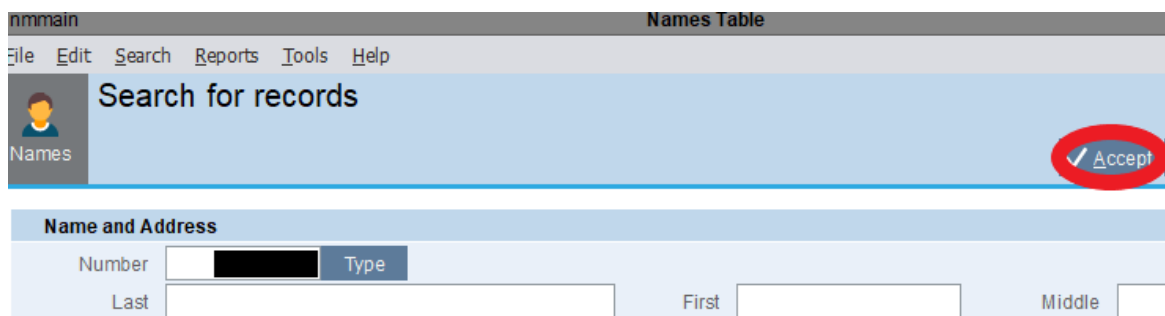 nmmain Names Table
File Edit Search Reports Tools Help
Search for records
Names
Accept
Name and Address
Number Type
Last First Middle